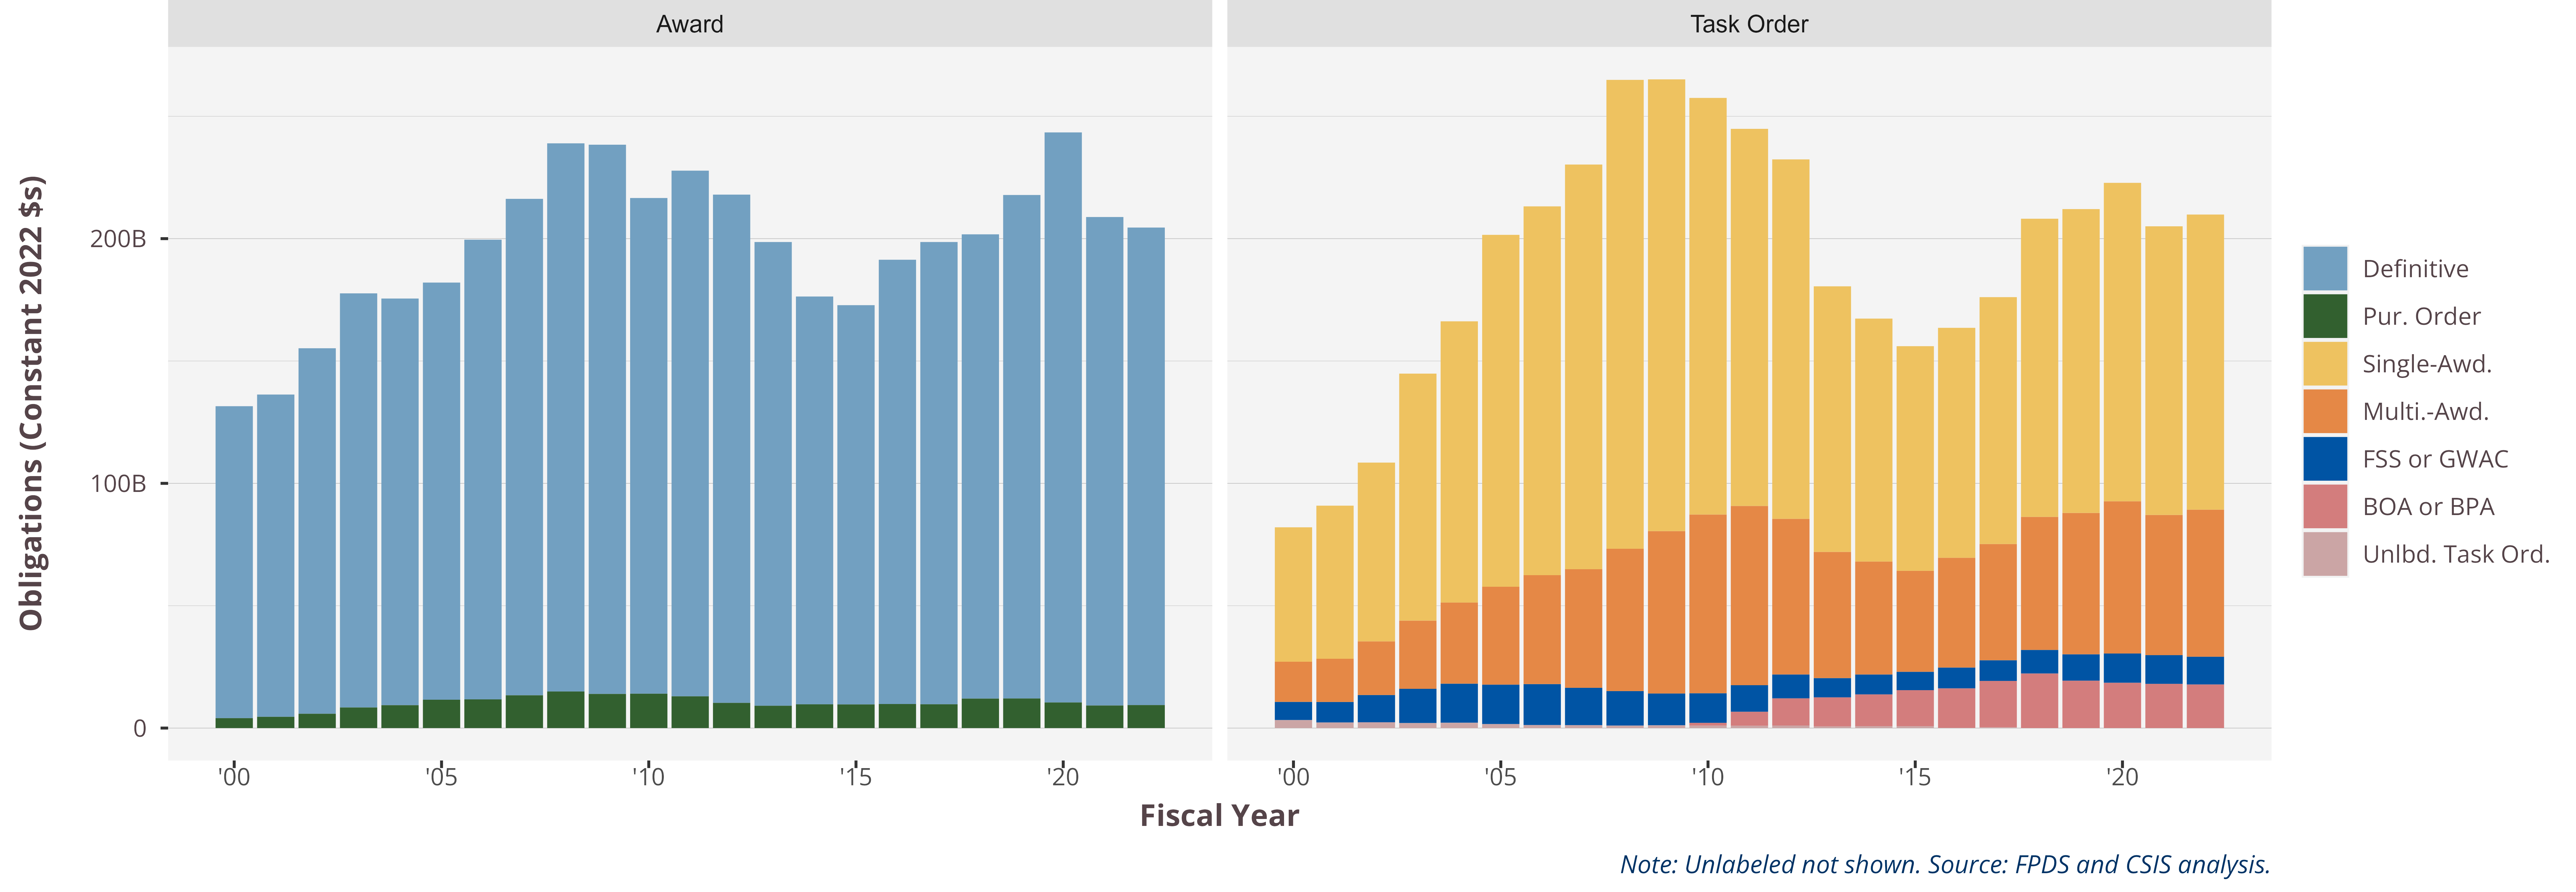 Award
Task Order
Obligations (Constant 2022 $s)
200B
100B
0
'00
'05
'10
'15
'20
'00
'05
'10
'15
'20
Fiscal Year
Definitive
Pur. Order
Single-Awd.
Multi.-Awd.
FSS or GWAC
BOA or BPA
Unlbd. Task Ord.
Note: Unlabeled not shown. Source: FPDS and CSIS analysis.